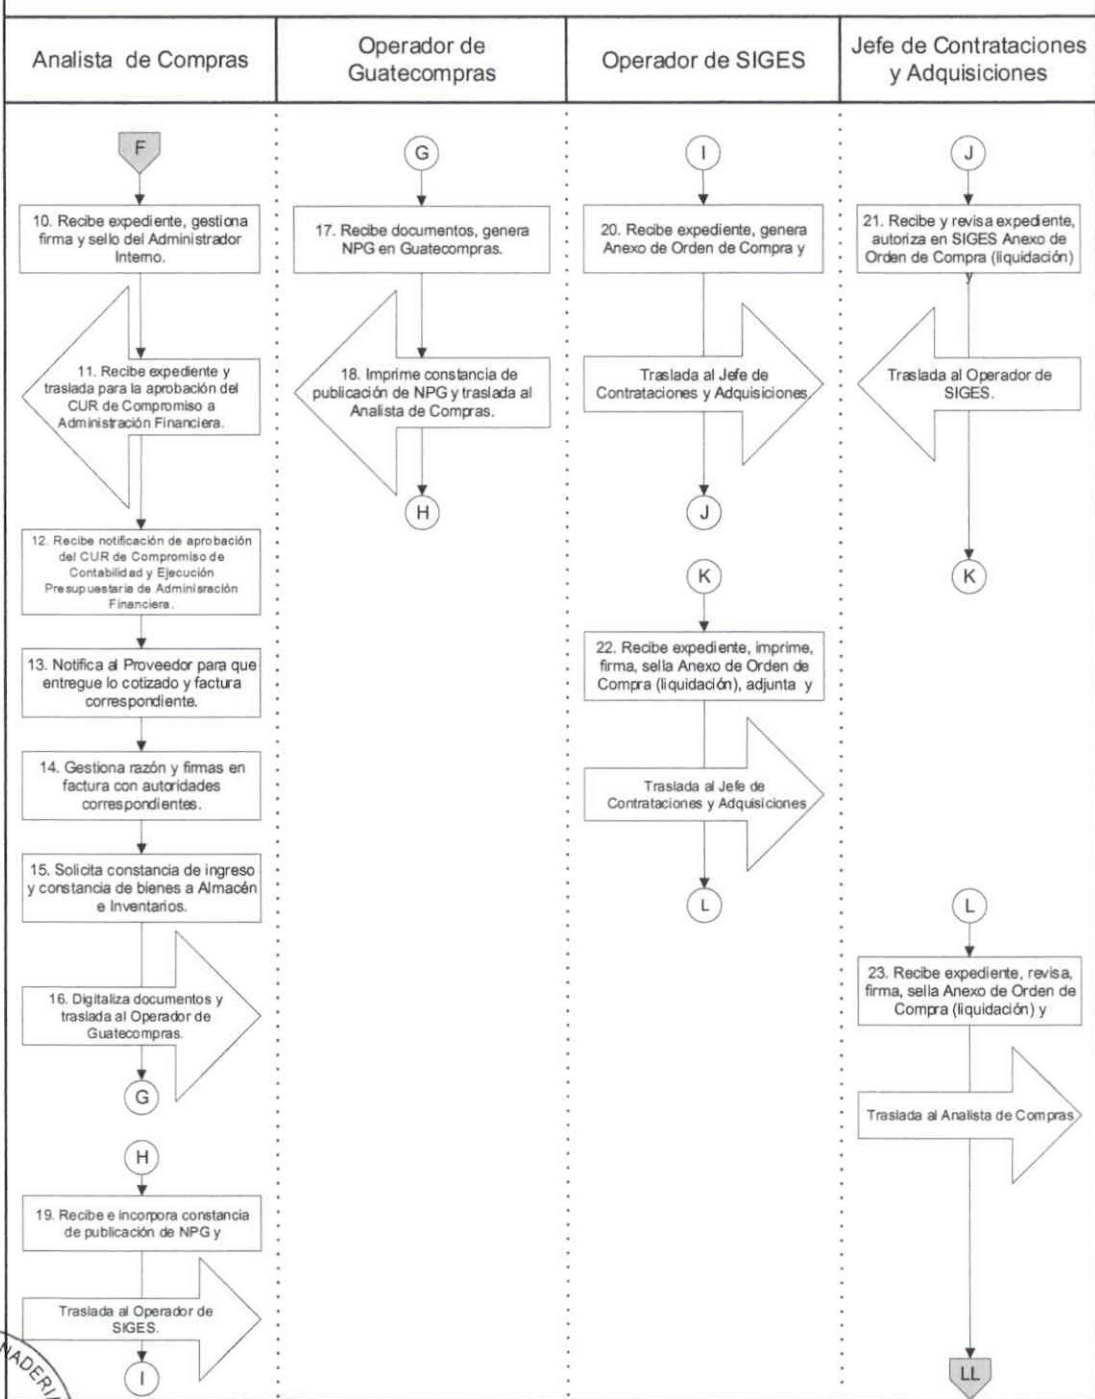 Analista de Compras
Operador de
Guatecompras
Operador de SIGES
Jefe de Contrataciones
y Adquisiciones
F
10. Recibe expediente, gestiona
firma y sello del Administrador
Interno.
11. Recibe expediente y
traslada para la aprobación del
CUR de Compromiso a
Administración Financiera.
12. Recibe notificación de aprobación
del CUR de Compromiso de
Contabilidad y Ejecución
Presupuestaria de Adminisración
Financiera.
13. Notifica al Proveedor para que
entregue lo cotizado y factura
correspondiente.
14. Gestiona razón y firmas en
factura con autoridades
correspondientes.
15. Solicita constancia de ingreso
y constancia de bienes a Almacén
e Inventarios.
16. Digitaliza documentos y
traslada al Operador de
Guatecompras.
G
H
19. Recibe e incorpora constancia
de publicación de NPG y
Traslada al Operador de
SIGES.
I
G
17. Recibe documentos, genera
NPG en Guatecompras.
18. Imprime constancia de
publicación de NPG y traslada al
Analista de Compras.
H
I
20. Recibe expediente, genera
Anexo de Orden de Compra y
Traslada al Jefe de
Contrataciones y Adquisiciones
J
K
22. Recibe expediente, imprime,
firma, sella Anexo de Orden de
Compra (liquidación), adjunta y
Traslada al Jefe de
Contrataciones y Adquisiciones
L
J
21. Recibe y revisa expediente,
autoriza en SIGES Anexo de
Orden de Compra (liquidación)
y
Traslada al Operador de
SIGES.
K
L
23. Recibe expediente, revisa,
firma, sella Anexo de Orden de
Compra (liquidación) y
Traslada al Analista de Compras
LL